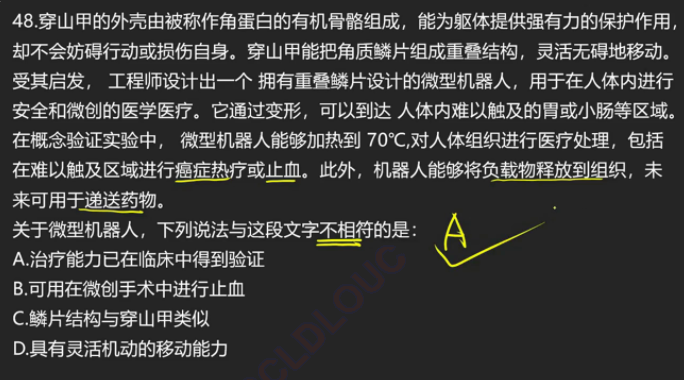 48.穿山甲的外壳由被称作角蛋白的有机骨骼组成，能为躯体提供强有力的保护作用，
却不会妨碍行动或损伤自身。穿山甲能把角质鳞片组成重叠结构，灵活无碍地移动。
受其启发， 工程师设计出一个 拥有重叠鳞片设计的微型机器人，用于在人体内进行
安全和微创的医学医疗。它通过变形，可以到达 人体内难以触及的胃或小肠等区域。
在概念验证实验中， 微型机器人能够加热到 70℃,对人体组织进行医疗处理，包括
在难以触及区域进行癌症热疗或止血。此外，机器人能够将负载物释放到组织，未
来可用于递送药物。
关于微型机器人，下列说法与这段文字不相符的是：
A
A.治疗能力已在临床中得到验证
B.可用在微创手术中进行止血
C.鳞片结构与穿山甲类似
D.具有灵活机动的移动能力